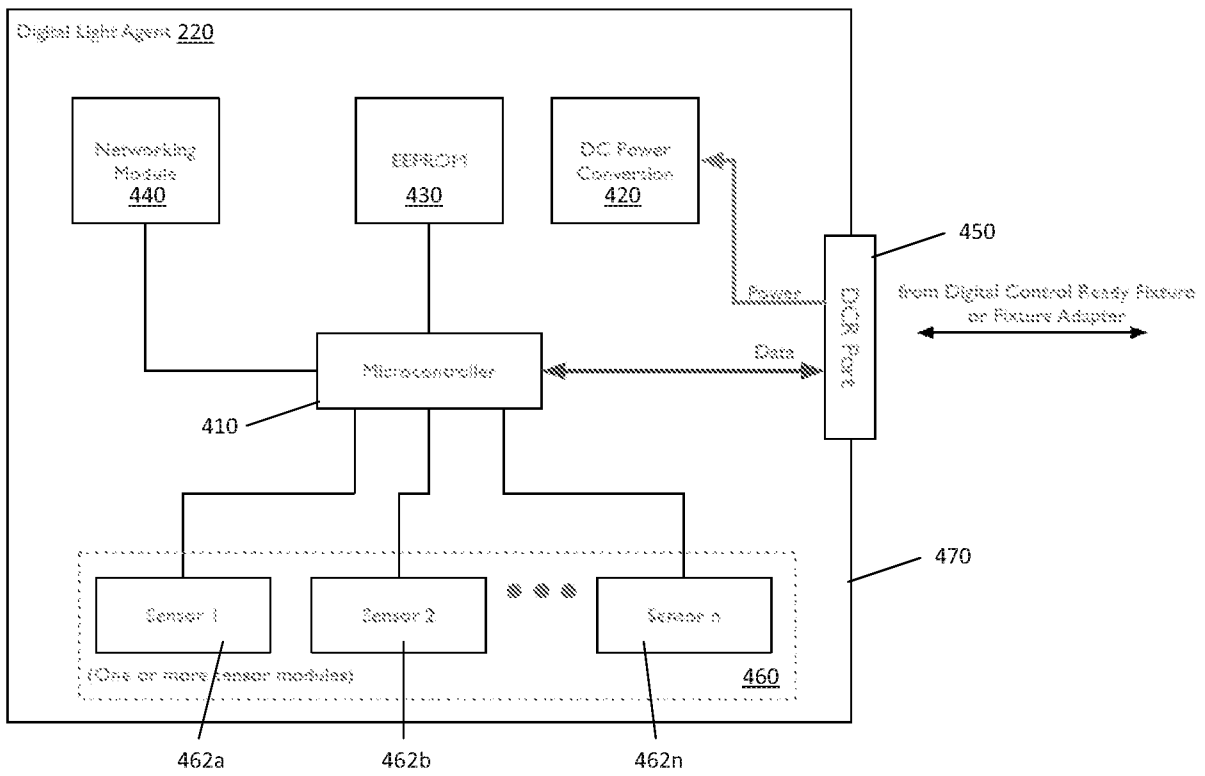 Digital Light Agent 220
Networking
Module
440
EEPROM
430
DC Power
Conversion
420
450
Power
DCR Port
from Digital Control Ready Fixture
or Fixture Adapter
Data
Microcontroller
410
470
Sensor 1
Sensor 2
Sensor n
(One or more sensor modules)
460
462a
462b
462n